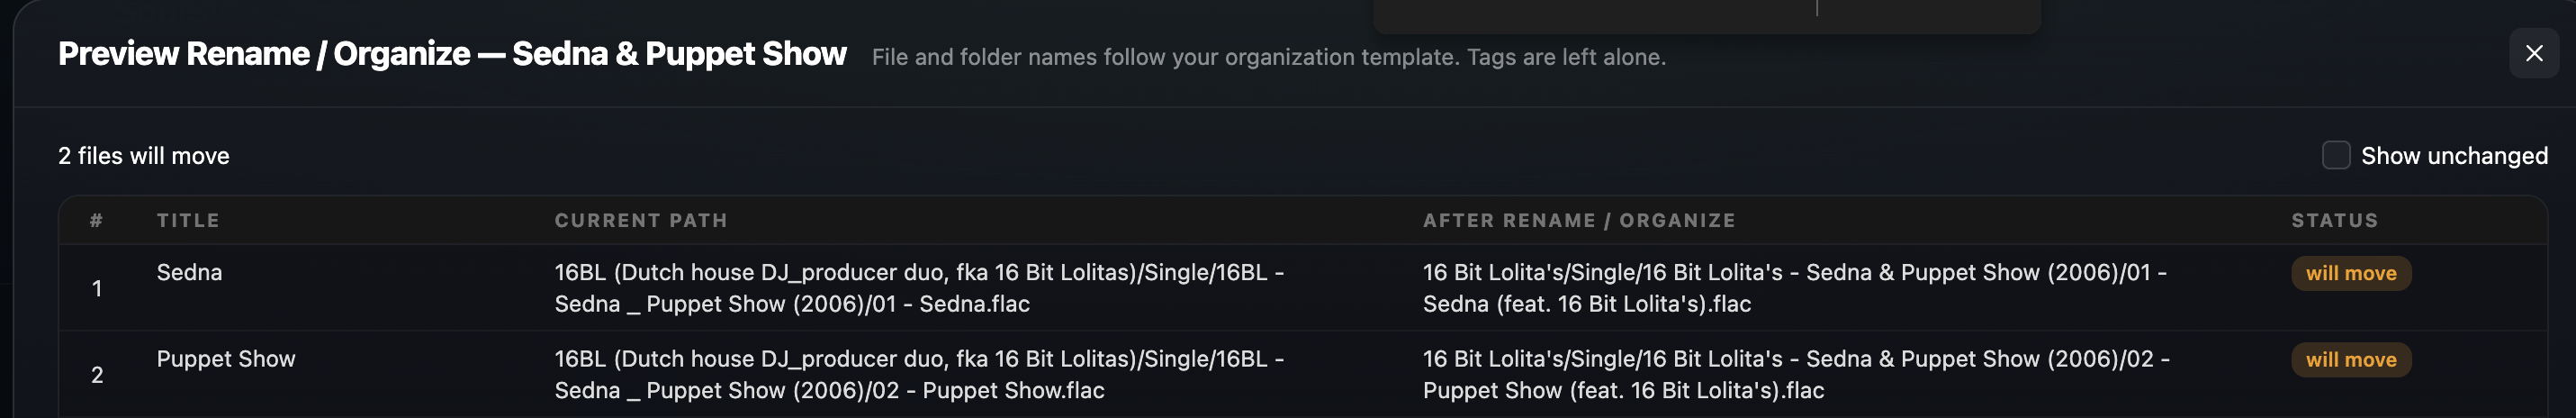 Preview Rename / Organize — Sedna & Puppet Show File and folder names follow your organization template. Tags are left alone.
2 files will move Show unchanged
# TITLE CURRENT PATH AFTER RENAME / ORGANIZE STATUS
1 Sedna 16BL (Dutch house DJ_producer duo, fka 16 Bit Lolitas)/Single/16BL - 16 Bit Lolita's/Single/16 Bit Lolita's - Sedna & Puppet Show (2006)/01 - will move
Sedna _ Puppet Show (2006)/01 - Sedna.flac Sedna (feat. 16 Bit Lolita's).flac
2 Puppet Show 16BL (Dutch house DJ_producer duo, fka 16 Bit Lolitas)/Single/16BL - 16 Bit Lolita's/Single/16 Bit Lolita's - Sedna & Puppet Show (2006)/02 - will move
Sedna _ Puppet Show (2006)/02 - Puppet Show.flac Puppet Show (feat. 16 Bit Lolita's).flac